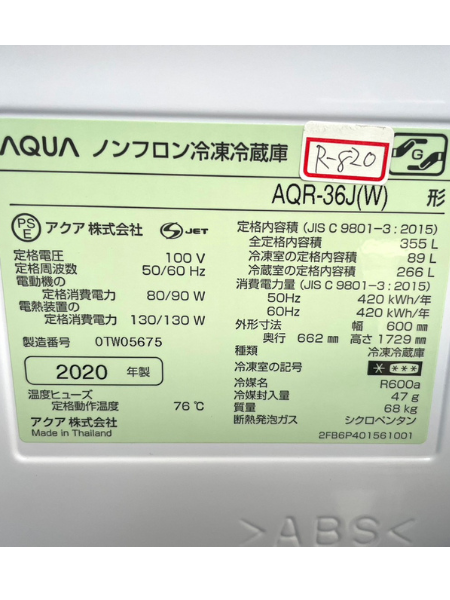 AQUA ノンフロン冷凍冷蔵庫
R-820
G
AQR-36J(W) 形
PS E アクア株式会社 S JET
定格電圧 100 V
定格周波数 50/60 Hz
電動機の
定格消費電力 80/90 W
電熱装置の
定格消費電力 130/130 W
製造番号 0TW05675
2020 年製
温度ヒューズ
定格動作温度 76℃
アクア株式会社
Made in Thailand
定格内容積 (JIS C 9801-3:2015)
全定格内容積 355 L
冷凍室の定格内容積 89 L
冷蔵室の定格内容積 266 L
消費電力量 (JIS C 9801-3:2015)
50Hz 420 kWh/年
60Hz 420 kWh/年
外形寸法 幅 600 mm
奥行 662 mm 高さ 1729 mm
種類 冷凍冷蔵庫
冷凍室の記号 * ***
冷媒名 R600a
冷媒封入量 47 g
質量 68 kg
断熱発泡ガス シクロペンタン
2FB6P401561001
>ABS<